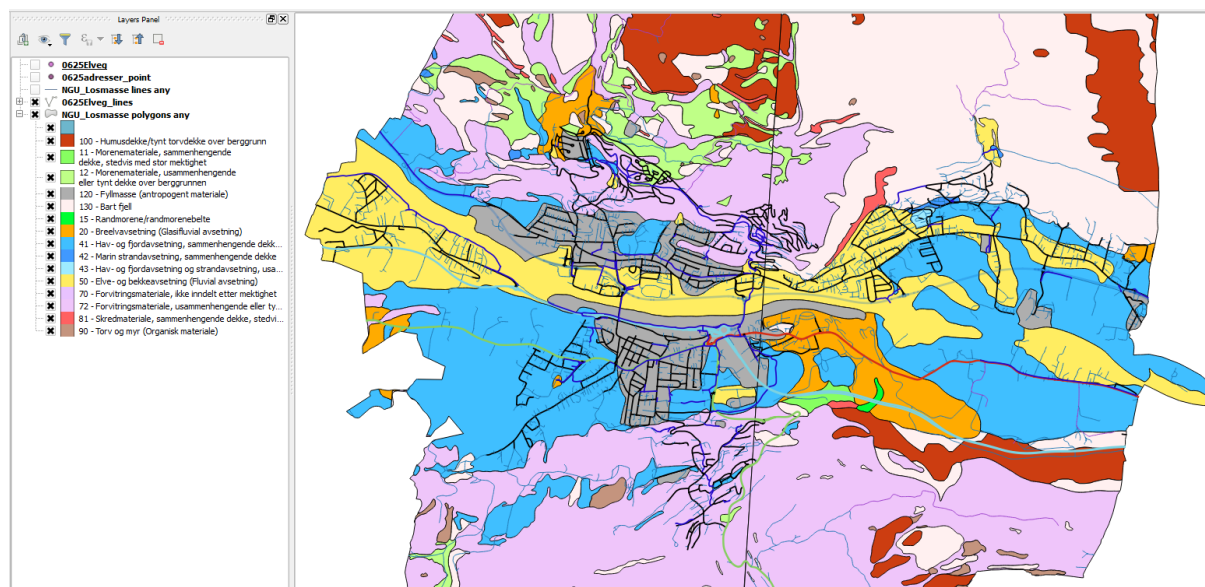 Layers Panel
0625Elveg
0625adresser_point
NGU_Losmasse lines any
0625Elveg_lines
NGU_Losmasse polygons any
100 - Humusdekke/tynt torvdekke over berggrunn
11 - Morenemateriale, sammenhengende
dekke, stedvis med stor mektighet
12 - Morenemateriale, usammenhengende
eller tynt dekke over berggrunnen
120 - Fyllmasse (antropogent materiale)
130 - Bart fjell
15 - Randmorene/randmorenebelte
20 - Breelvavsetning (Glasifluvial avsetning)
41 - Hav- og fjordavsetning, sammenhengende dekk...
42 - Marin strandavsetning, sammenhengende dekke
43 - Hav- og fjordavsetning og strandavsetning, usa...
50 - Elve- og bekkeavsetning (Fluvial avsetning)
70 - Forvitringsmateriale, ikke inndelt etter mektighet
72 - Forvitringsmateriale, usammenhengende eller ty...
81 - Skredmateriale, sammenhengende dekke, stedvi...
90 - Torv og myr (Organisk materiale)